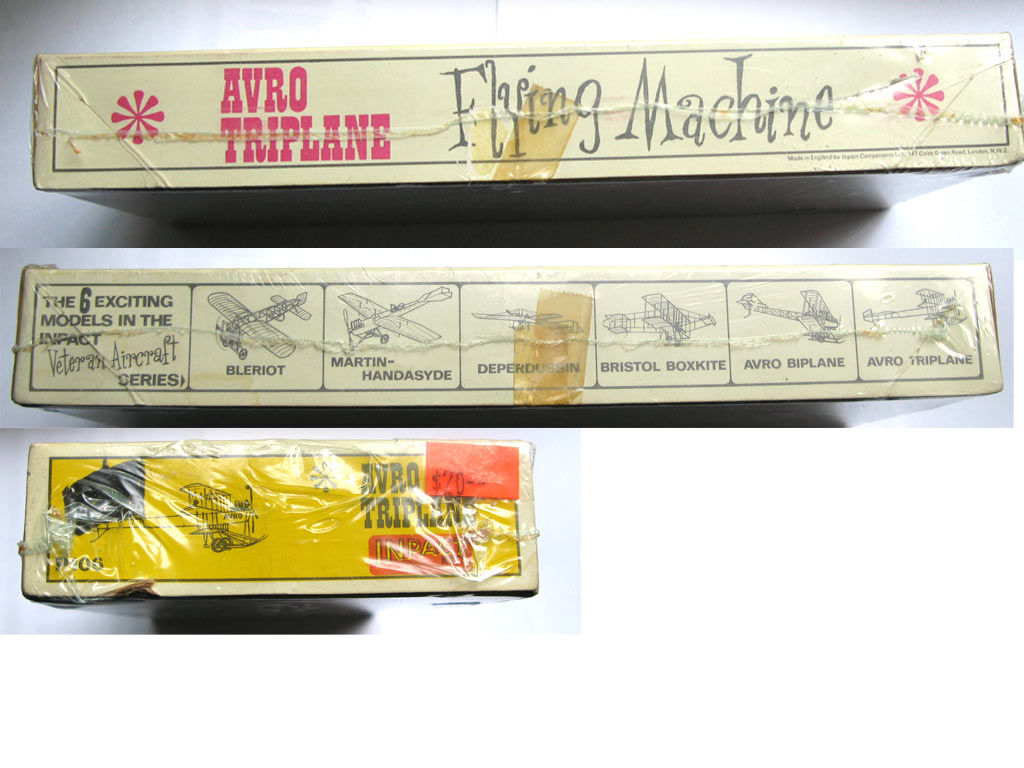 AVRO
TRIPLANE
Flying Machine
Made in England by Inpact Components Ltd., 147 Coles Green Road, London, N.W.2.
THE 6 EXCITING
MODELS IN THE
INPACT
Veteran Aircraft
SERIES
BLERIOT
MARTIN-
HANDASYDE
DEPERDUSSIN
BRISTOL BOXKITE
AVRO BIPLANE
AVRO TRIPLANE
AVRO
TRIPLANE
$20--
INPACT
AVRO